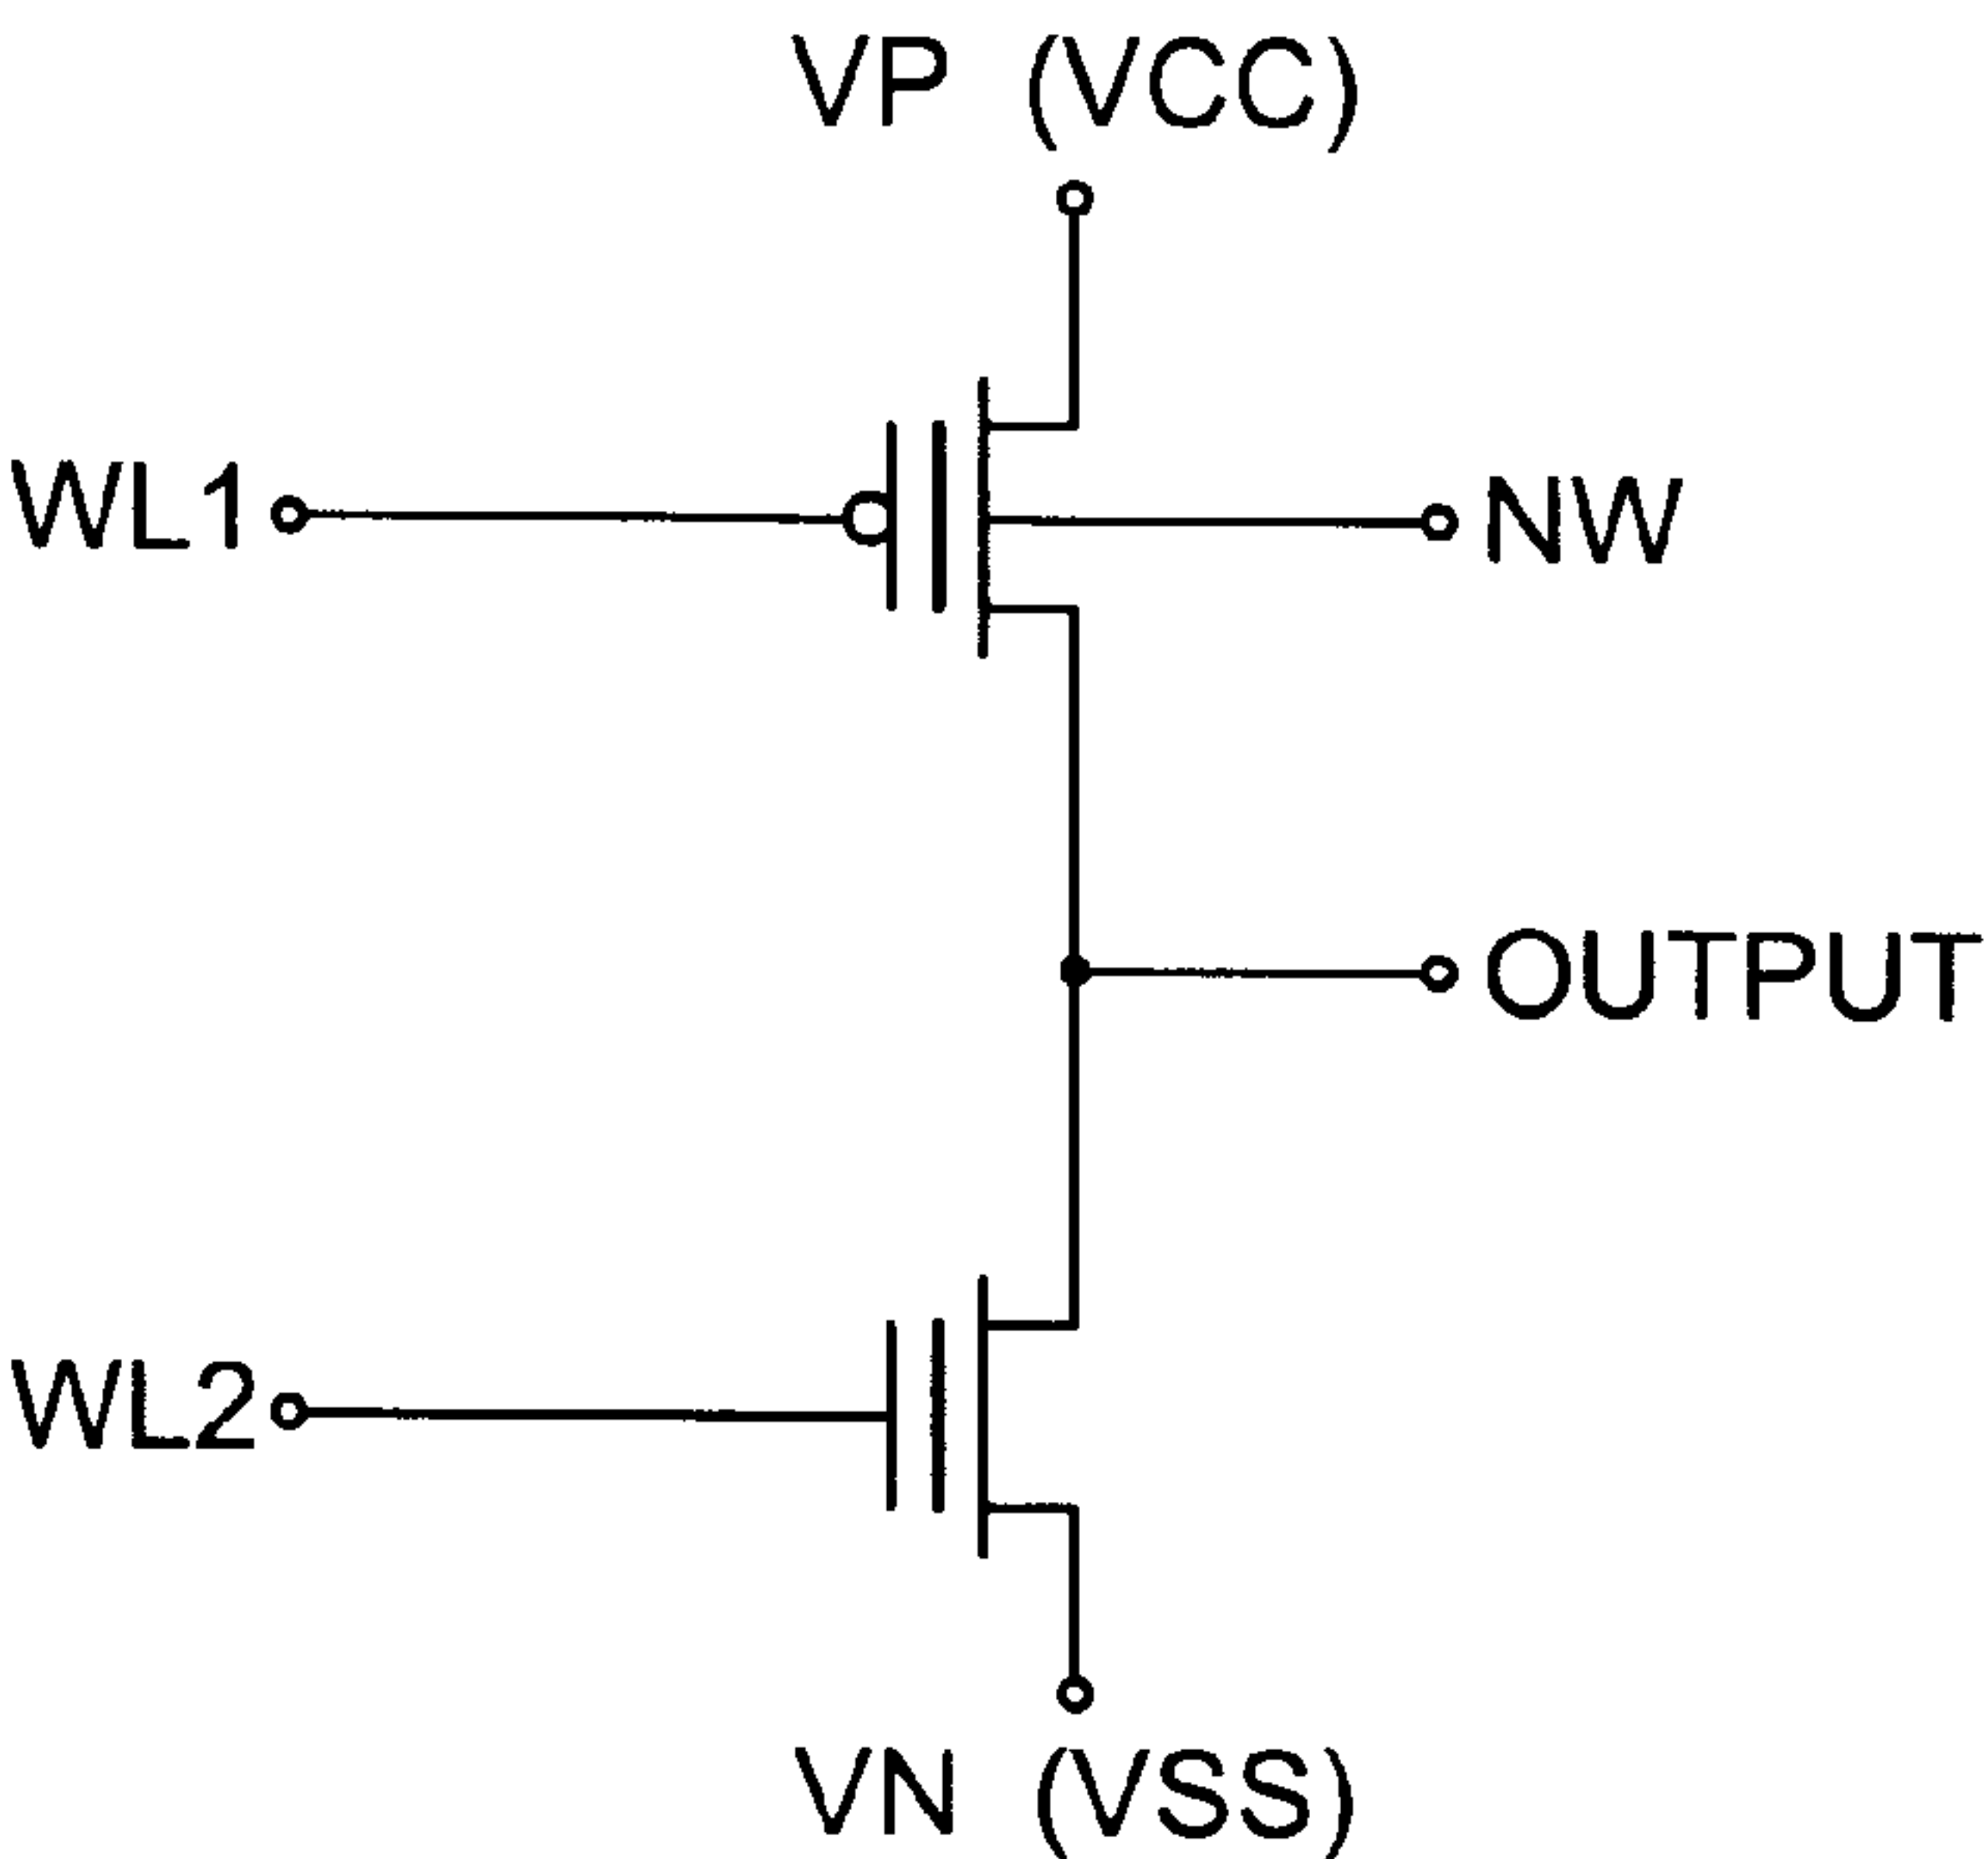 VP (VCC)
WL1
NW
OUTPUT
WL2
VN (VSS)